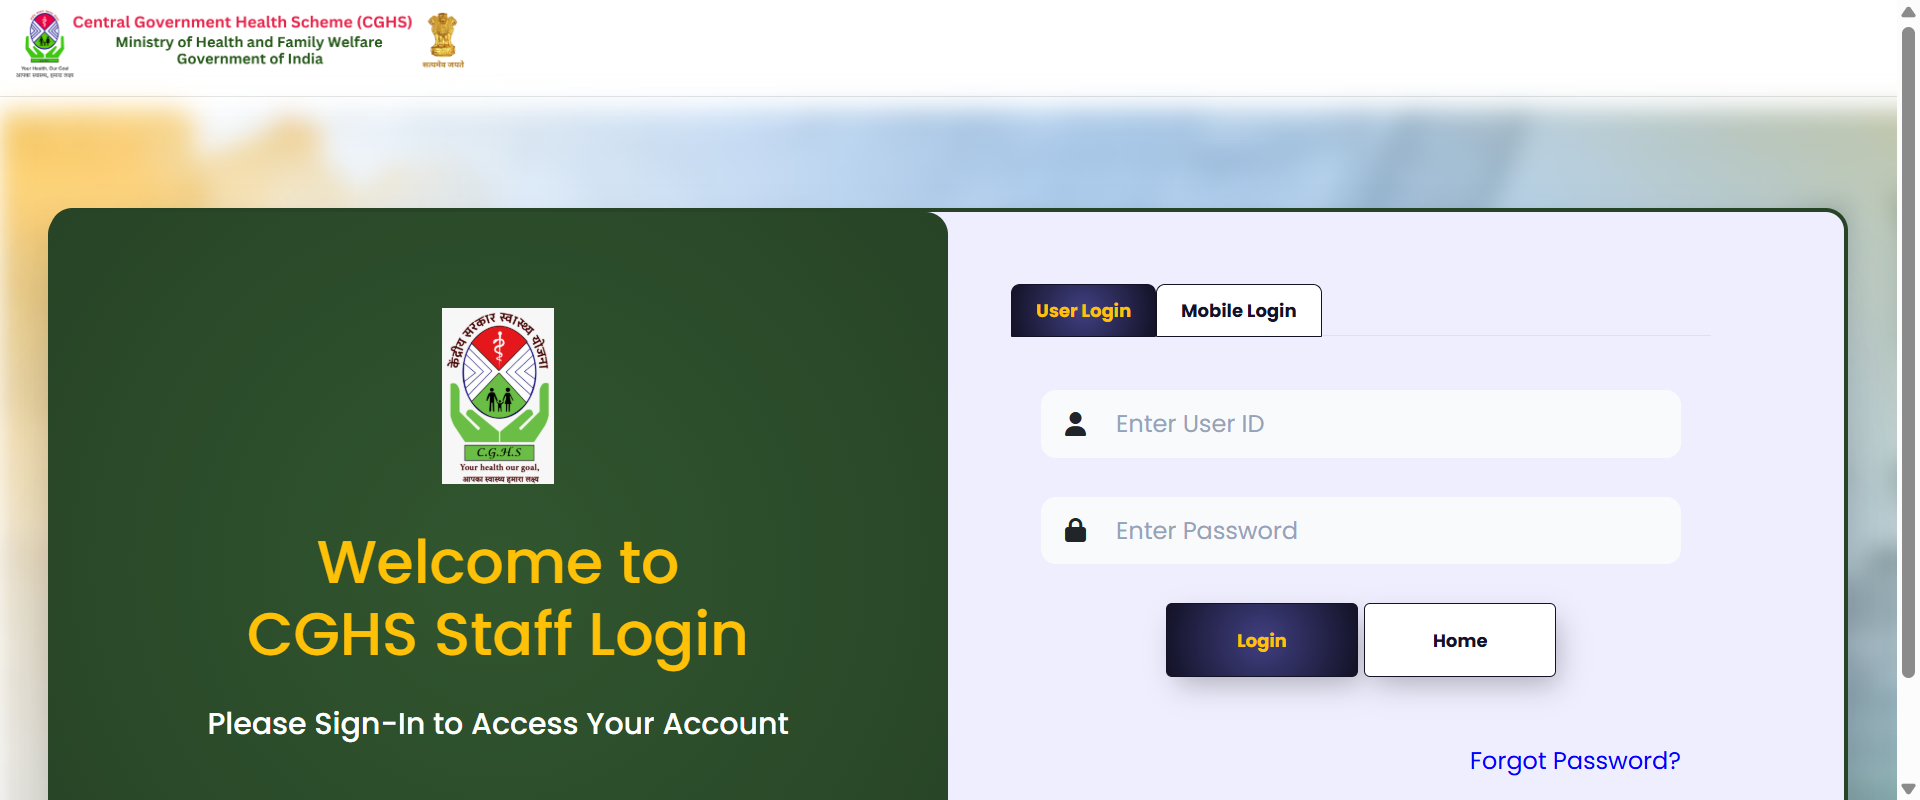 Central Government Health Scheme (CGHS)
Ministry of Health and Family Welfare
Government of India
Your Health, Our Goal
आपका स्वास्थ्य, हमारा लक्ष्य
सत्यमेव जयते
केंद्रीय सरकार स्वास्थ्य योजना
C.G.H.S
Your health our goal,
आपका स्वास्थ्य हमारा लक्ष्य
Welcome to
CGHS Staff Login
Please Sign-In to Access Your Account
User Login
Mobile Login
Enter User ID
Enter Password
Login
Home
Forgot Password?